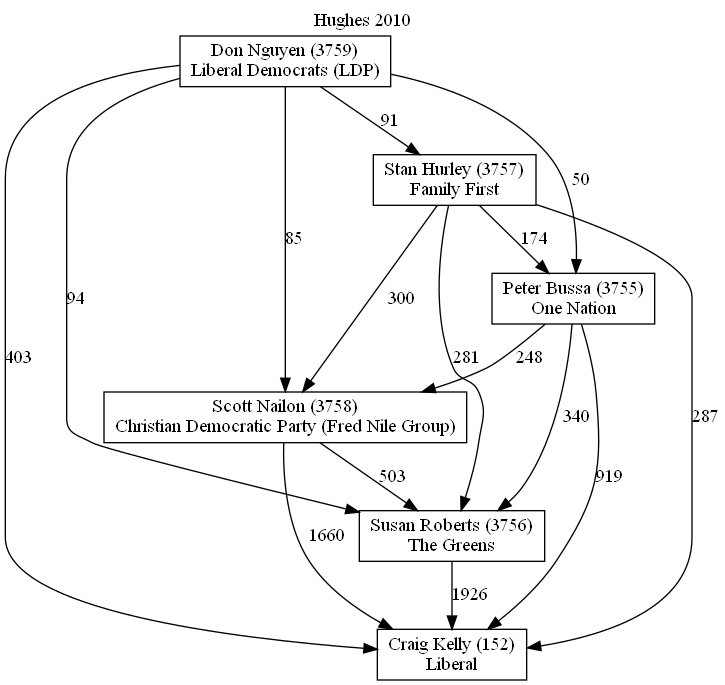 Hughes 2010
Don Nguyen (3759)
Liberal Democrats (LDP)
91
Stan Hurley (3757)
Family First
50
85
174
94
300
Peter Bussa (3755)
One Nation
403
281
248
287
Scott Nailon (3758)
Christian Democratic Party (Fred Nile Group)
340
503
919
1660
Susan Roberts (3756)
The Greens
1926
Craig Kelly (152)
Liberal